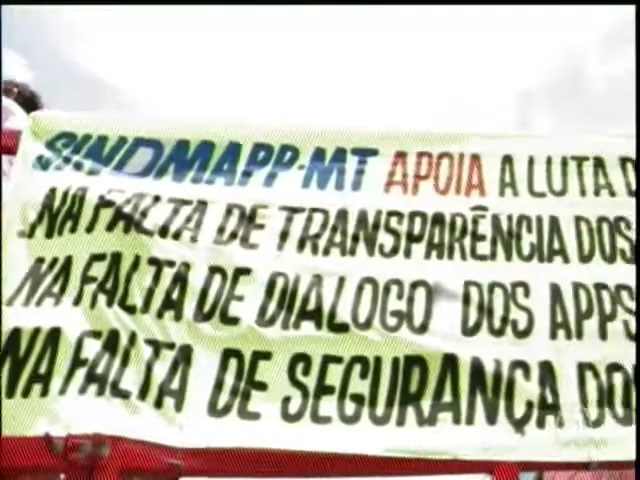 SINDMAPP-MT APOIA A LUTA D
NA FALTA DE TRANSPARÊNCIA DOS
NA FALTA DE DIALOGO DOS APPS
NA FALTA DE SEGURANÇA DO